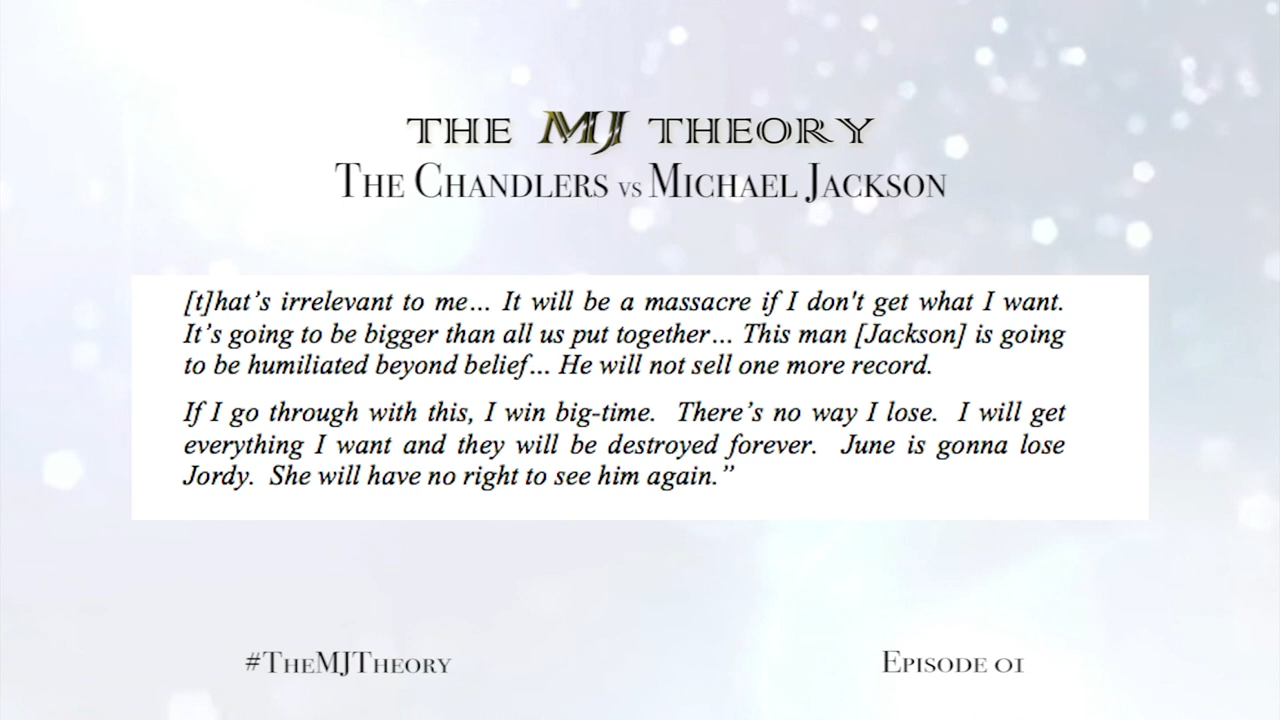 THE MJ THEORY
THE CHANDLERS VS MICHAEL JACKSON
[t]hat’s irrelevant to me… It will be a massacre if I don't get what I want.
It’s going to be bigger than all us put together… This man [Jackson] is going
to be humiliated beyond belief… He will not sell one more record.
If I go through with this, I win big-time.  There’s no way I lose.  I will get
everything I want and they will be destroyed forever.  June is gonna lose
Jordy.  She will have no right to see him again.”
#THEMJTHEORY
EPISODE 01